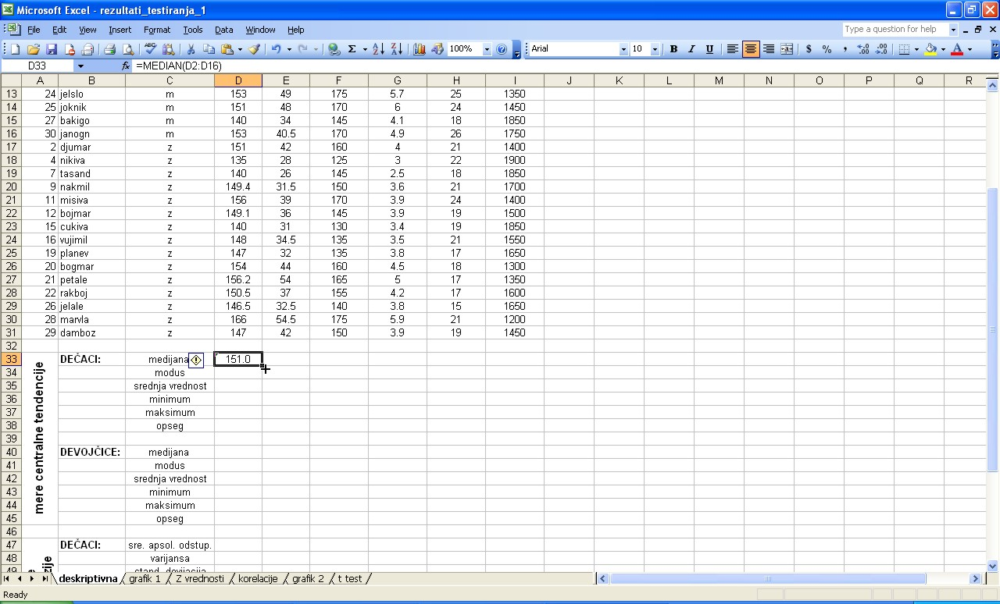 Microsoft Excel - rezultati_testiranja_1
File Edit View Insert Format Tools Data Window Help Type a question for help
100% Arial 10 B I U $ % ,
D33 fx =MEDIAN(D2:D16)
A B C D E F G H I J K L M N O P Q R
13 24 jelslo m 153 49 175 5.7 25 1350
14 25 joknik m 151 48 170 6 24 1450
15 27 bakigo m 140 34 145 4.1 18 1850
16 30 janogn m 153 40.5 170 4.9 26 1750
17 2 djumar z 151 42 160 4 21 1400
18 4 nikiva z 135 28 125 3 22 1900
19 7 tasand z 140 26 145 2.5 18 1850
20 9 nakmil z 149.4 31.5 150 3.6 21 1700
21 11 misiva z 156 39 170 3.9 24 1400
22 12 bojmar z 149.1 36 145 3.9 19 1500
23 15 cukiva z 140 31 130 3.4 19 1850
24 16 vujimil z 148 34.5 135 3.5 21 1550
25 19 planev z 147 32 135 3.8 17 1650
26 20 bogmar z 154 44 160 4.5 18 1300
27 21 petale z 156.2 54 165 5 17 1350
28 22 rakboj z 150.5 37 155 4.2 17 1600
29 26 jelale z 146.5 32.5 140 3.8 15 1650
30 28 marvla z 166 54.5 175 5.9 21 1200
31 29 damboz z 147 42 150 3.9 19 1450
32
mere centralne tendencije
33 DEČACI: medijana 151.0
34 modus
35 srednja vrednost
36 minimum
37 maksimum
38 opseg
39
40 DEVOJČICE: medijana
41 modus
42 srednja vrednost
43 minimum
44 maksimum
45 opseg
46
47 DEČACI: sre. apsol. odstup.
48 varijansa
49 stand. devijacija
deskriptivna grafik 1 Z vrednosti korelacije grafik 2 t test
Ready